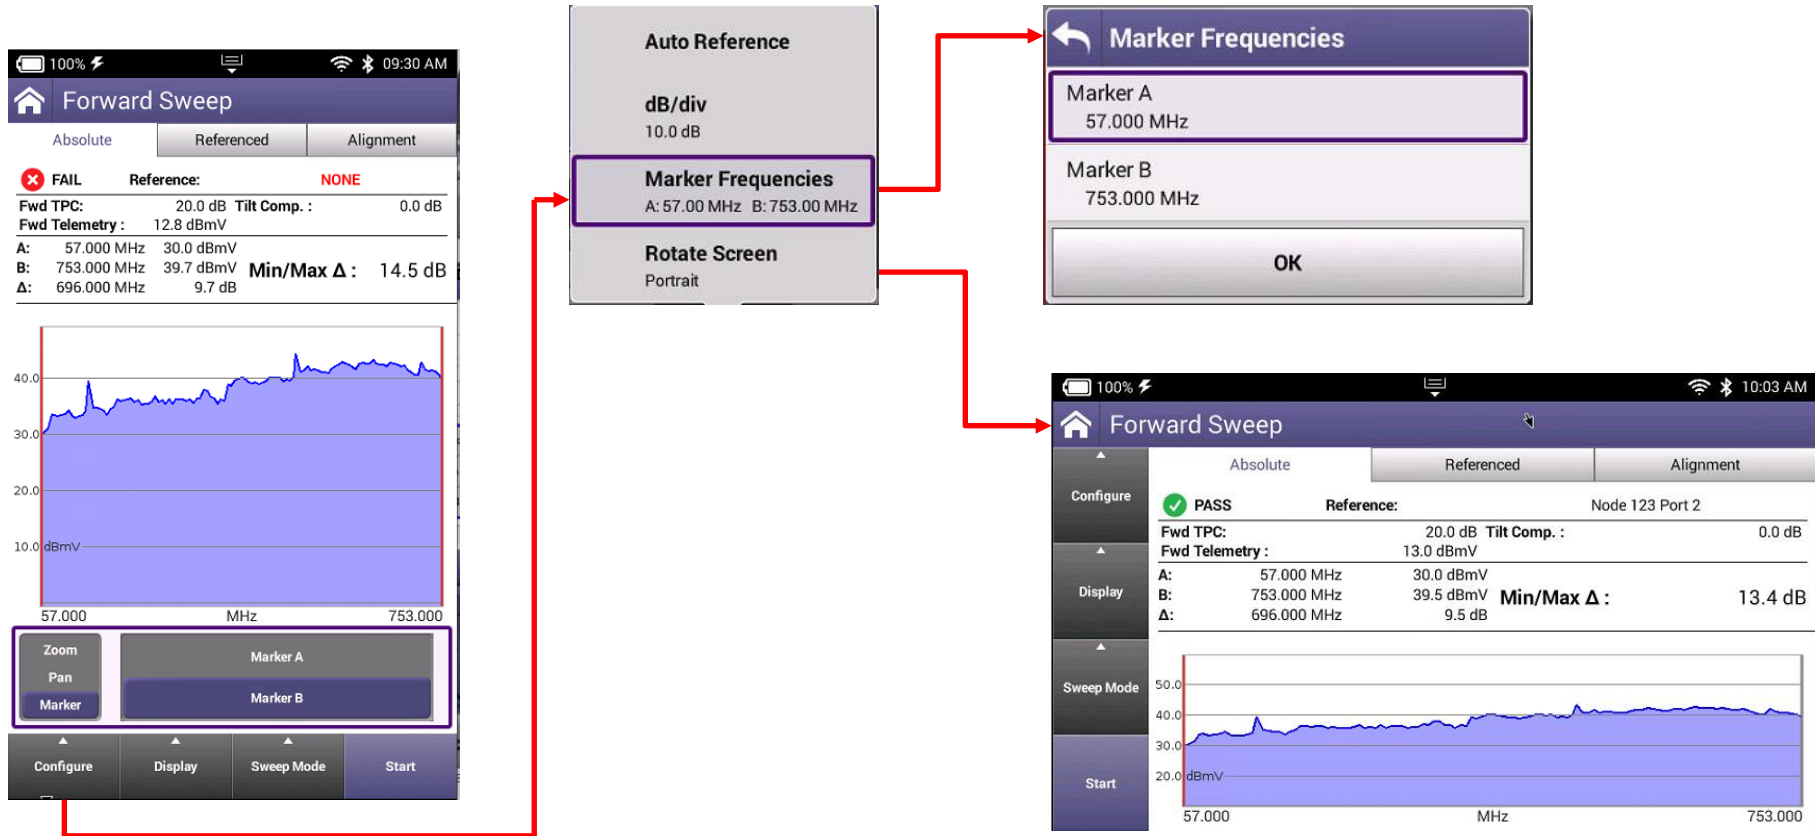 100% 09:30 AM
Forward Sweep
Absolute Referenced Alignment
FAIL Reference: NONE
Fwd TPC: 20.0 dB Tilt Comp. : 0.0 dB
Fwd Telemetry : 12.8 dBmV
A: 57.000 MHz 30.0 dBmV
B: 753.000 MHz 39.7 dBmV Min/Max Δ : 14.5 dB
Δ: 696.000 MHz 9.7 dB
40.0
30.0
20.0
10.0 dBmV
57.000 MHz 753.000
Zoom
Pan
Marker
Marker A
Marker B
Configure Display Sweep Mode Start
Auto Reference
dB/div
10.0 dB
Marker Frequencies
A: 57.00 MHz B: 753.00 MHz
Rotate Screen
Portrait
Marker Frequencies
Marker A
57.000 MHz
Marker B
753.000 MHz
OK
100% 10:03 AM
Forward Sweep
Configure
Display
Sweep Mode
Start
Absolute Referenced Alignment
PASS Reference: Node 123 Port 2
Fwd TPC: 20.0 dB Tilt Comp. : 0.0 dB
Fwd Telemetry : 13.0 dBmV
A: 57.000 MHz 30.0 dBmV
B: 753.000 MHz 39.5 dBmV Min/Max Δ : 13.4 dB
Δ: 696.000 MHz 9.5 dB
50.0
40.0
30.0
20.0 dBmV
57.000 MHz 753.000